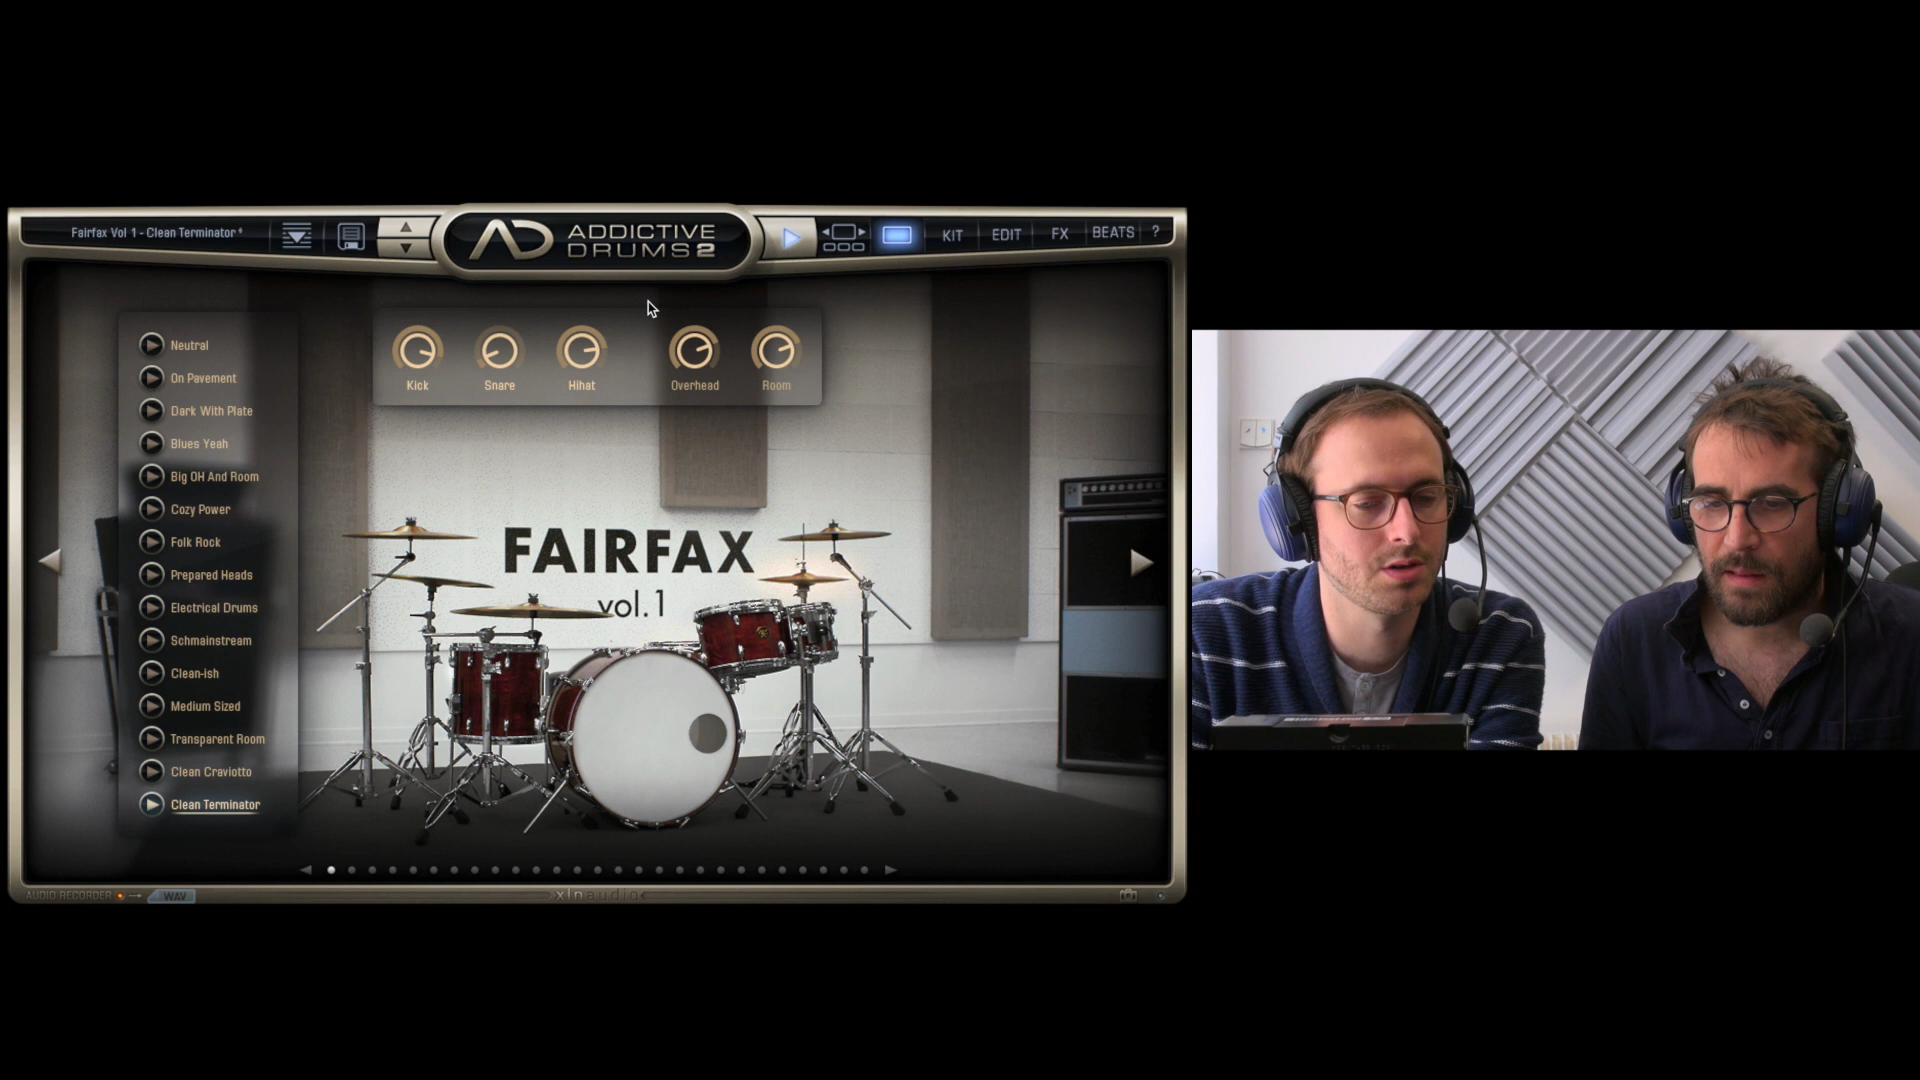 Fairfax Vol 1 - Clean Terminator *
ADDICTIVE
DRUMS 2
KIT
EDIT
FX
BEATS
?
Neutral
On Pavement
Dark With Plate
Blues Yeah
Big OH And Room
Cozy Power
Folk Rock
Prepared Heads
Electrical Drums
Schmainstream
Clean-ish
Medium Sized
Transparent Room
Clean Craviotto
Clean Terminator
Kick
Snare
Hihat
Overhead
Room
FAIRFAX
vol.1
AUDIO RECORDER
WAV
xlnaudio